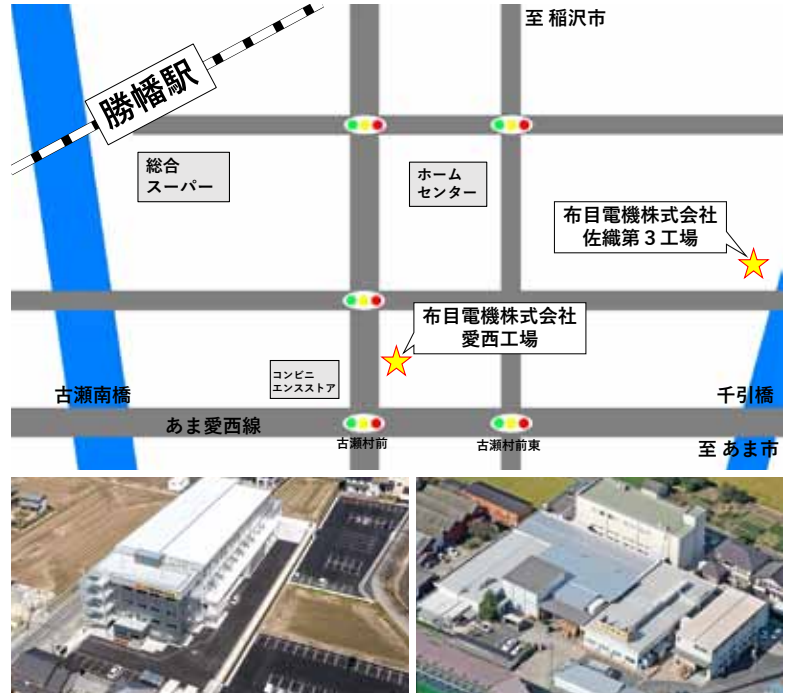 至 稲沢市
勝幡駅
総合
スーパー
ホーム
センター
布目電機株式会社
佐織第３工場
布目電機株式会社
愛西工場
コンビニ
エンスストア
古瀬南橋
千引橋
あま愛西線
古瀬村前
古瀬村前東
至 あま市